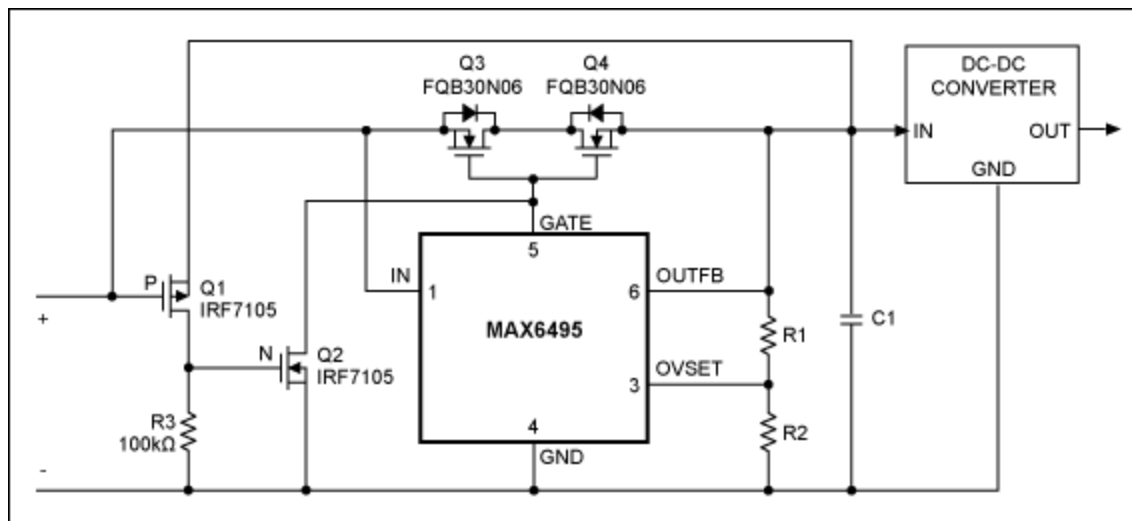 Q3
FQB30N06
Q4
FQB30N06
DC-DC
CONVERTER
IN
OUT
GND
GATE
5
P
Q1
IRF7105
+
IN
1
OUTFB
6
MAX6495
R1
C1
N
Q2
IRF7105
OVSET
3
R3
100kΩ
R2
4
GND
-